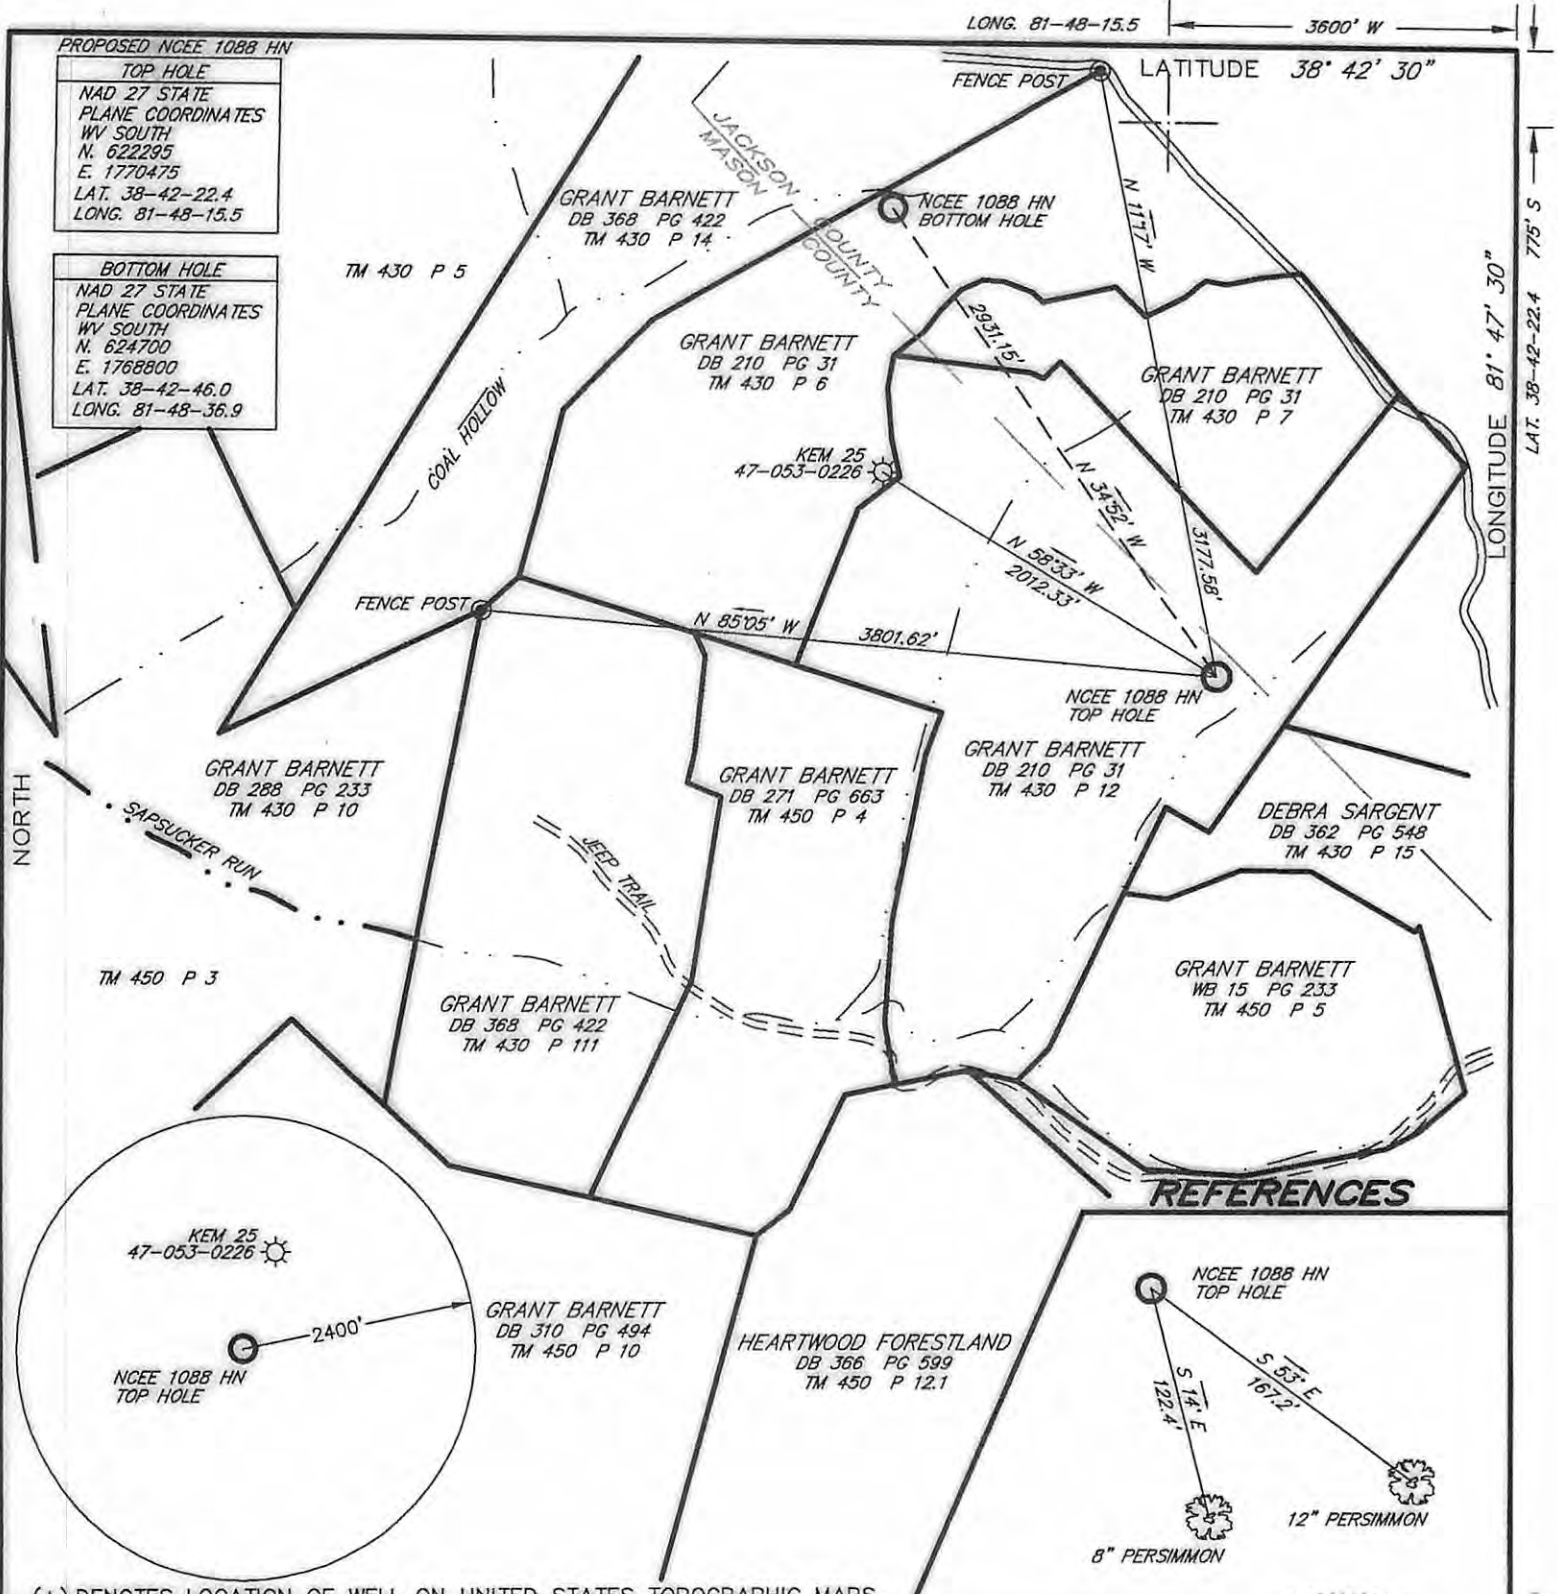 LONG. 81-48-15.5
3600' W
LATITUDE 38° 42' 30"
PROPOSED NCEE 1088 HN
TOP HOLE
NAD 27 STATE
PLANE COORDINATES
WV SOUTH
N. 622295
E. 1770475
LAT. 38-42-22.4
LONG. 81-48-15.5
BOTTOM HOLE
NAD 27 STATE
PLANE COORDINATES
WV SOUTH
N. 624700
E. 1768800
LAT. 38-42-46.0
LONG. 81-48-36.9
FENCE POST
JACKSON
MASON
COUNTY
COUNTY
GRANT BARNETT
DB 368 PG 422
TM 430 P 14
TM 430 P 5
NCEE 1088 HN
BOTTOM HOLE
N 11°17' W
3177.58'
LAT. 38-42-22.4 775' S
LONGITUDE 81° 47' 30"
2931.15'
N 34°52' W
GRANT BARNETT
DB 210 PG 31
TM 430 P 6
GRANT BARNETT
DB 210 PG 31
TM 430 P 7
COAL HOLLOW
KEM 25
47-053-0226
N 58°33' W
2012.33'
FENCE POST
N 85°05' W
3801.62'
NCEE 1088 HN
TOP HOLE
GRANT BARNETT
DB 288 PG 233
TM 430 P 10
GRANT BARNETT
DB 271 PG 663
TM 450 P 4
GRANT BARNETT
DB 210 PG 31
TM 430 P 12
DEBRA SARGENT
DB 362 PG 548
TM 430 P 15
NORTH
SAPSUCKER RUN
JEEP TRAIL
TM 450 P 3
GRANT BARNETT
DB 368 PG 422
TM 430 P 111
GRANT BARNETT
WB 15 PG 233
TM 450 P 5
REFERENCES
KEM 25
47-053-0226
2400'
NCEE 1088 HN
TOP HOLE
GRANT BARNETT
DB 310 PG 494
TM 450 P 10
HEARTWOOD FORESTLAND
DB 366 PG 599
TM 450 P 12.1
NCEE 1088 HN
TOP HOLE
S 53° E
167.2'
S 14° E
122.4'
12" PERSIMMON
8" PERSIMMON
(+) DENOTES LOCATION OF WELL ON UNITED STATES TOPOGRAPHIC MAPS